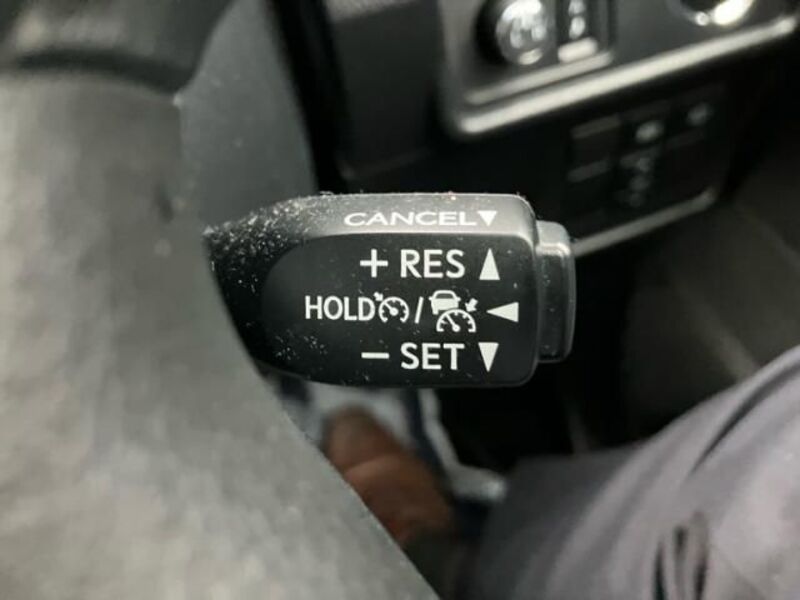 CANCEL▼
+ RES ▲
HOLD / ◀
− SET ▼